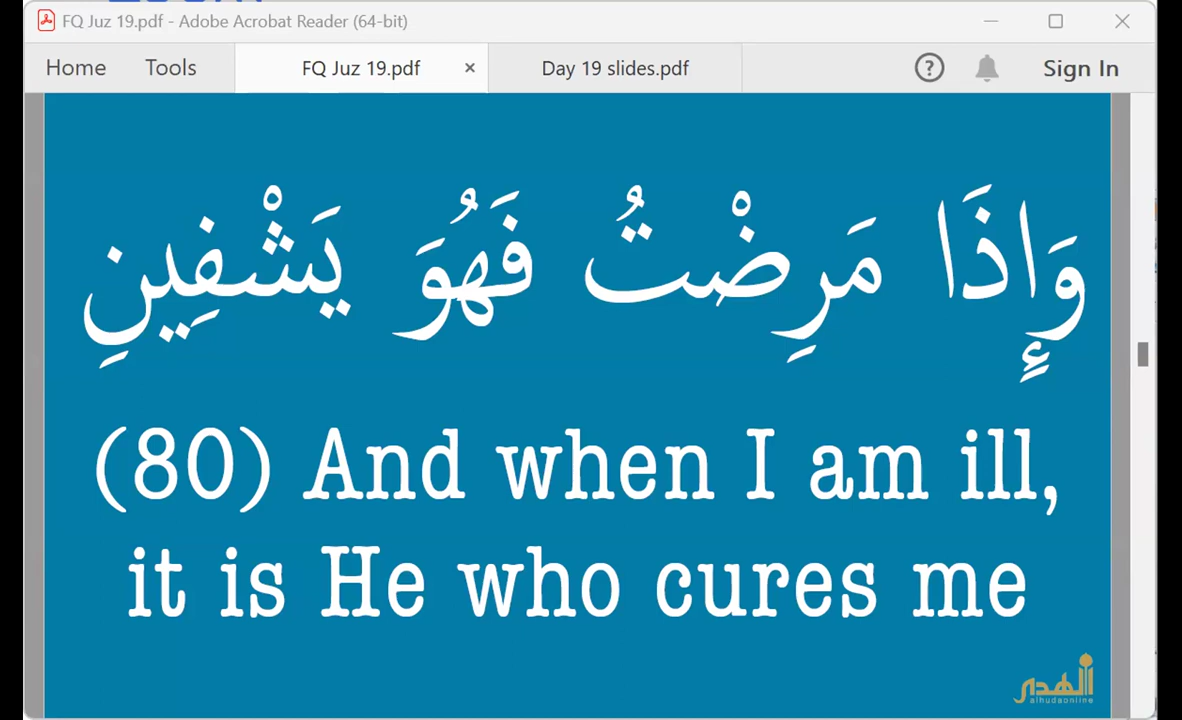 FQ Juz 19.pdf - Adobe Acrobat Reader (64-bit)
Home Tools FQ Juz 19.pdf × Day 19 slides.pdf ? Sign In
وَإِذَا مَرِضْتُ فَهُوَ يَشْفِينِ
(80) And when I am ill,
it is He who cures me
الهدى
alhudaonline